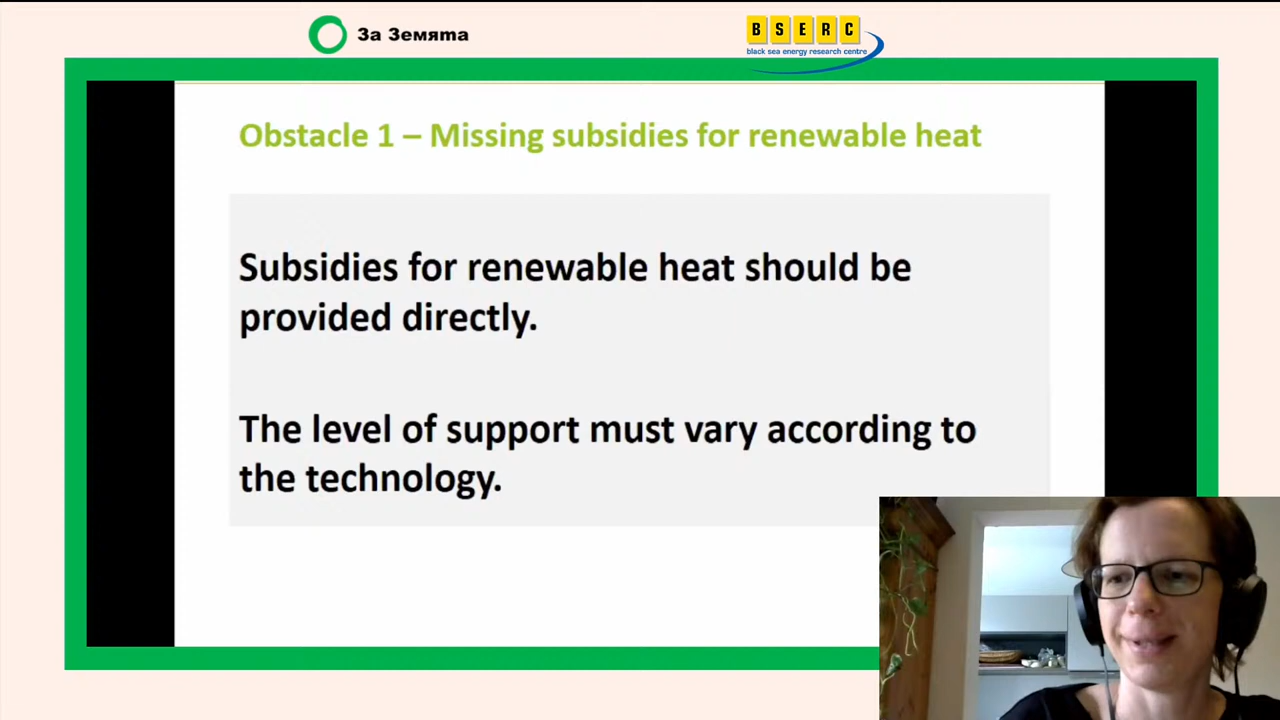 За Земята
BSERC
black sea energy research centre
Obstacle 1 – Missing subsidies for renewable heat
Subsidies for renewable heat should be
provided directly.
The level of support must vary according to
the technology.